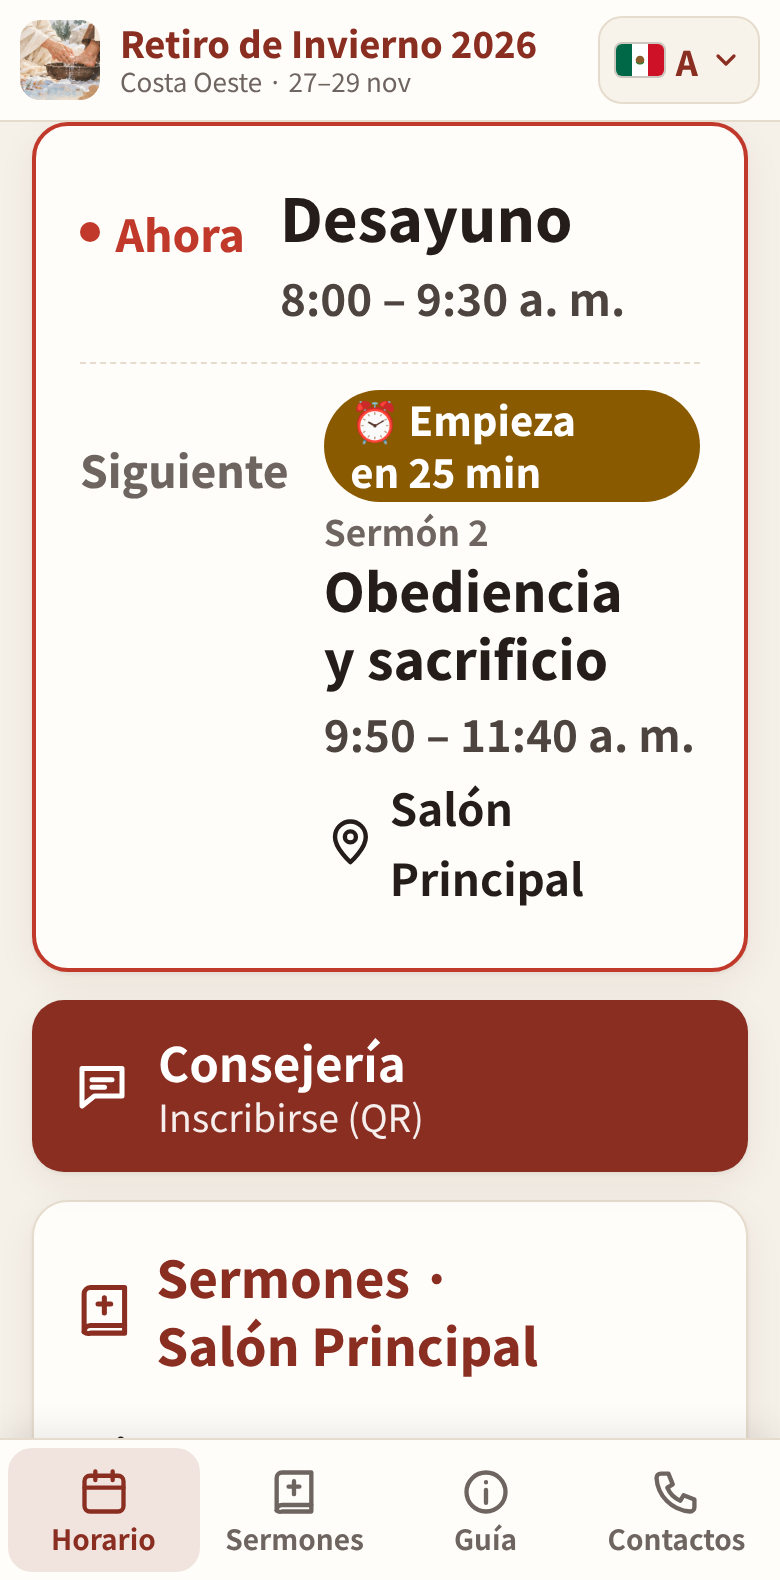 Retiro de Invierno 2026
Costa Oeste · 27–29 nov
A
Ahora
Desayuno
8:00 – 9:30 a. m.
Siguiente
⏰ Empieza
en 25 min
Sermón 2
Obediencia
y sacrificio
9:50 – 11:40 a. m.
Salón
Principal
Consejería
Inscribirse (QR)
Sermones ·
Salón Principal
Horario
Sermones
Guía
Contactos